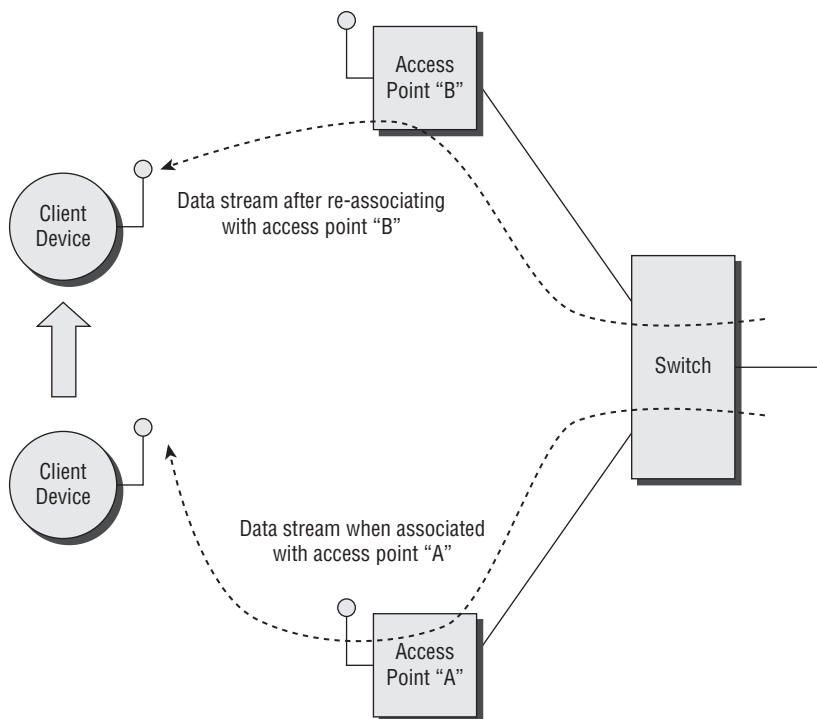 Access
Point “B”
Client
Device
Data stream after re-associating
with access point “B”
Switch
Client
Device
Data stream when associated
with access point “A”
Access
Point “A”